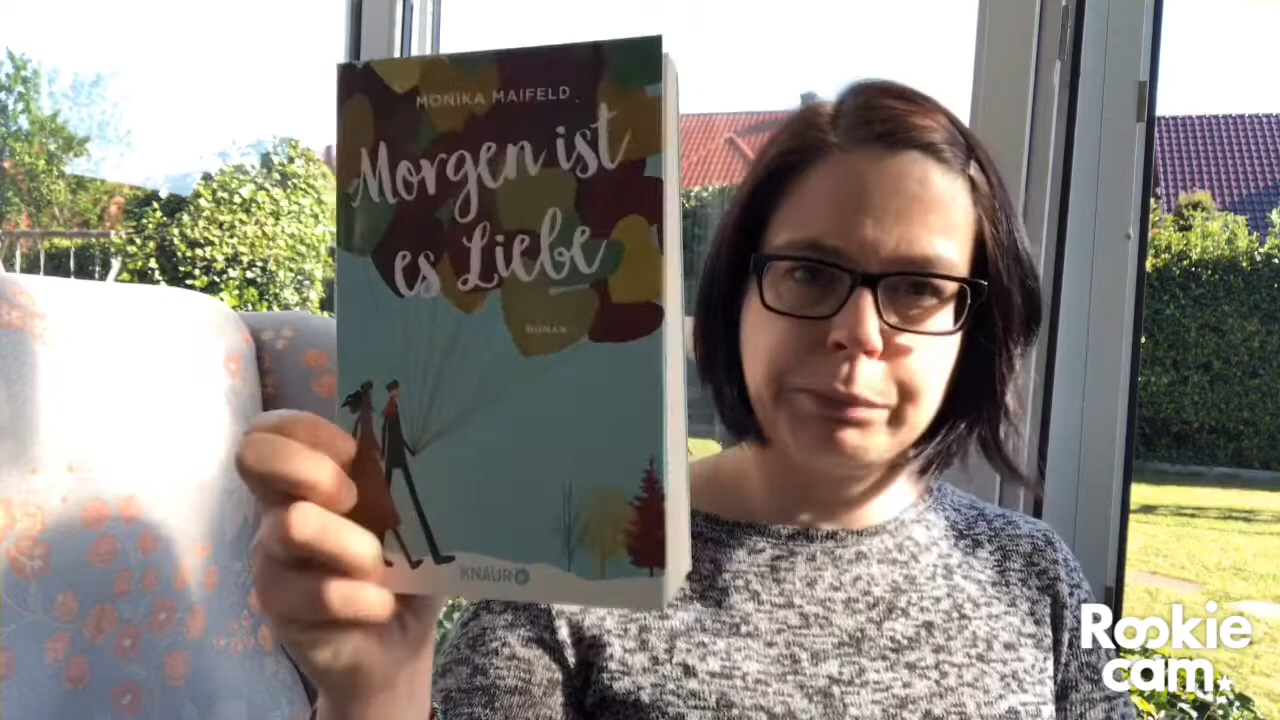 MONIKA MAIFELD
Morgen ist
es Liebe
ROMAN
KNAUR
Rookie
cam.